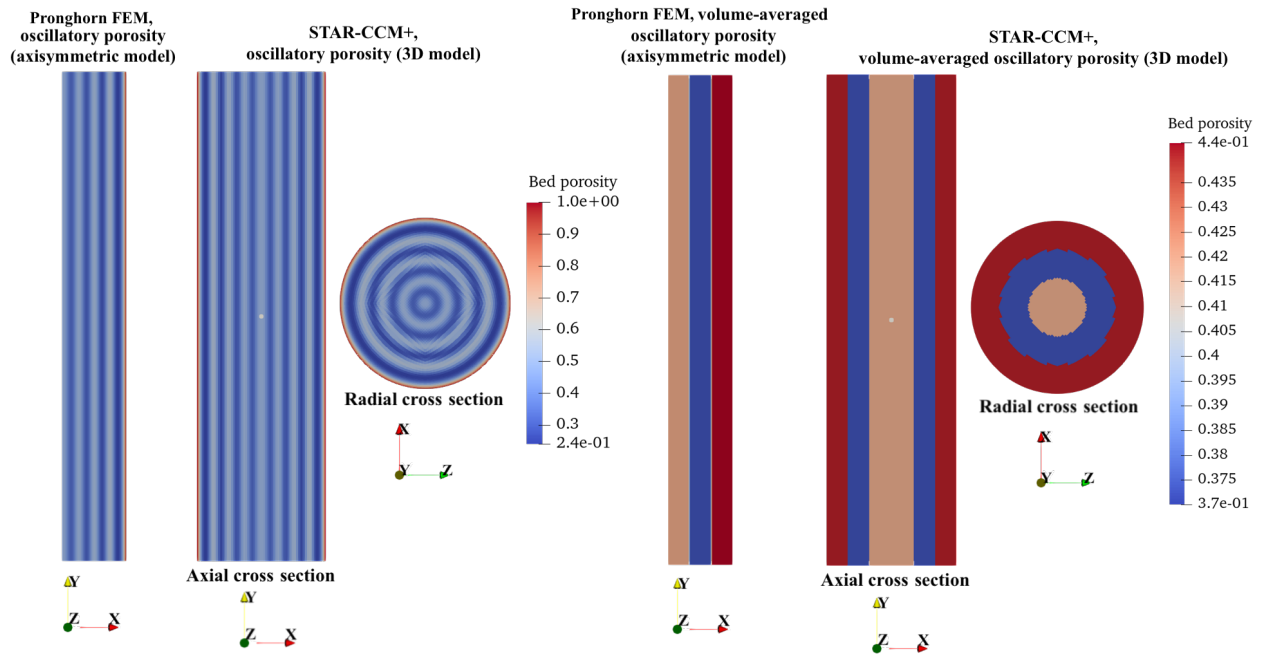 Pronghorn FEM,
oscillatory porosity
(axisymmetric model)
STAR-CCM+,
oscillatory porosity (3D model)
Pronghorn FEM, volume-averaged
oscillatory porosity
(axisymmetric model)
STAR-CCM+,
volume-averaged oscillatory porosity (3D model)
Bed porosity
1.0e+00
0.9
0.8
0.7
0.6
0.5
0.4
0.3
2.4e-01
Radial cross section
X
Y
Z
Axial cross section
Y
Z
X
Y
Z
X
Bed porosity
4.4e-01
0.435
0.43
0.425
0.42
0.415
0.41
0.405
0.4
0.395
0.39
0.385
0.38
0.375
3.7e-01
Radial cross section
X
Y
Z
Axial cross section
Y
Z
X
Y
Z
X